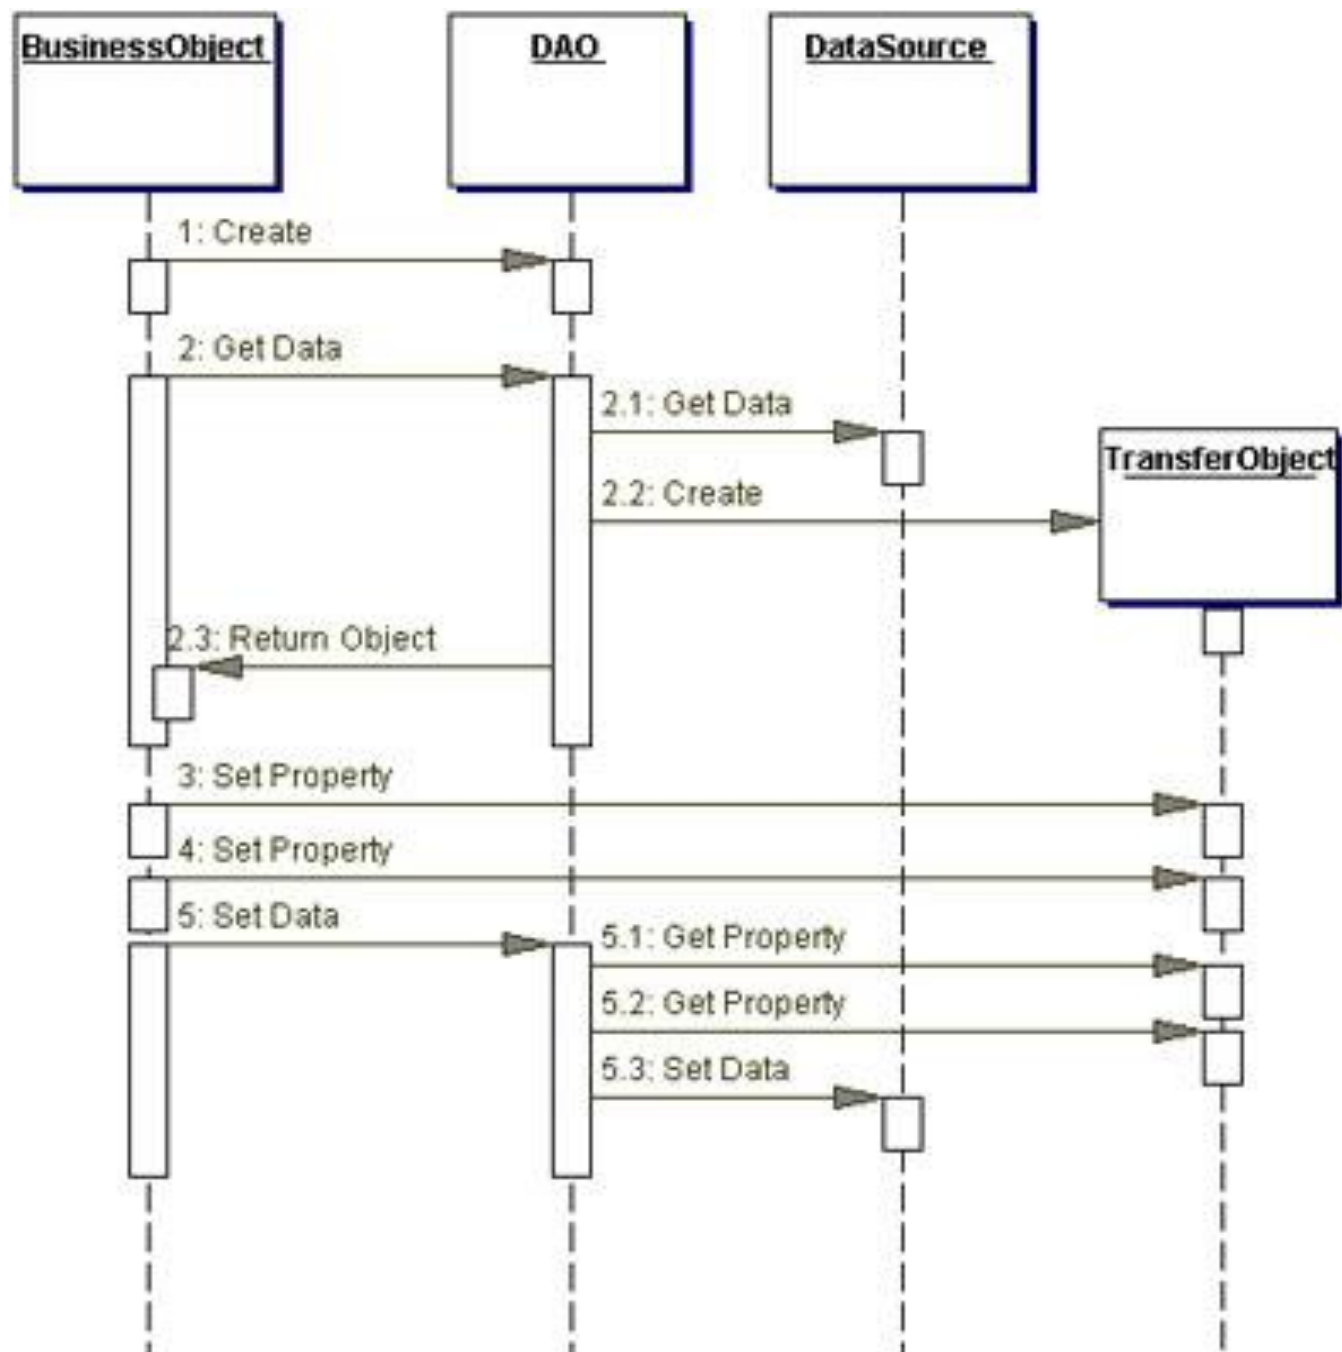 BusinessObject
DAO
DataSource
1: Create
2: Get Data
2.1: Get Data
TransferObject
2.2: Create
2.3: Return Object
3: Set Property
4: Set Property
5: Set Data
5.1: Get Property
5.2: Get Property
5.3: Set Data